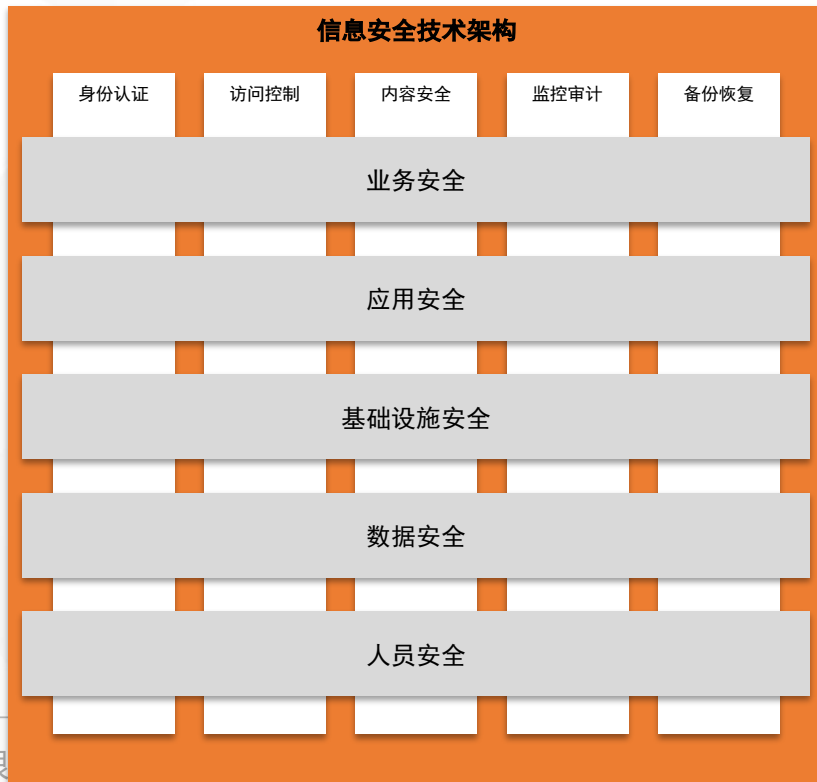 信息安全技术架构
身份认证 访问控制 内容安全 监控审计 备份恢复
业务安全
应用安全
基础设施安全
数据安全
人员安全